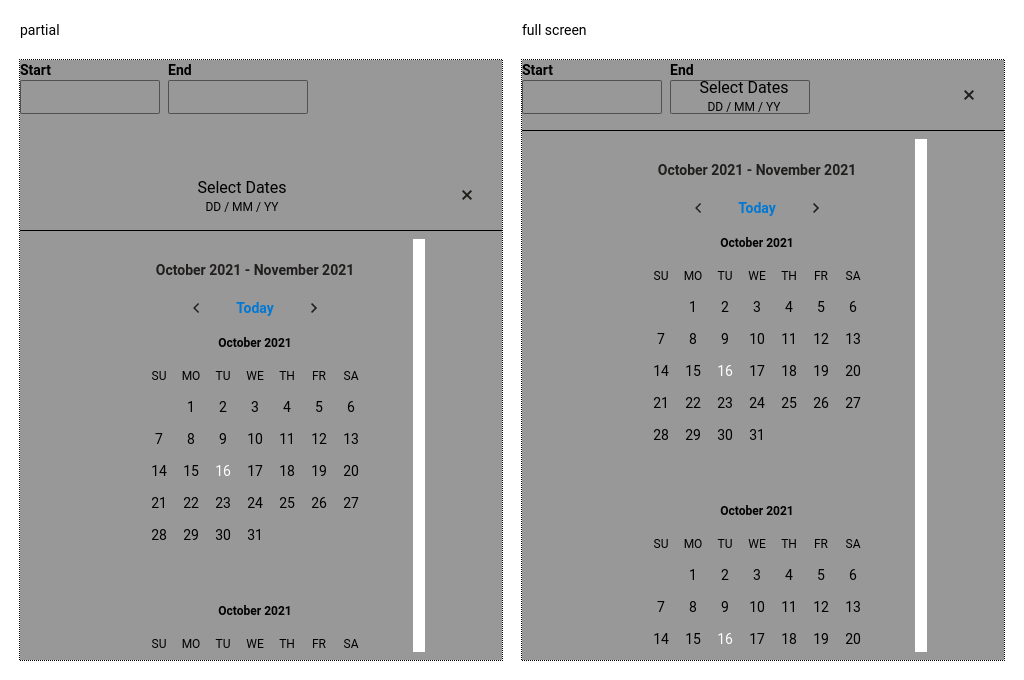 partial
Start End
Select Dates
DD / MM / YY
×
October 2021 - November 2021
< Today >
October 2021
SU MO TU WE TH FR SA
1 2 3 4 5 6
7 8 9 10 11 12 13
14 15 16 17 18 19 20
21 22 23 24 25 26 27
28 29 30 31
October 2021
SU MO TU WE TH FR SA
full screen
Start End
Select Dates
DD / MM / YY
×
October 2021 - November 2021
< Today >
October 2021
SU MO TU WE TH FR SA
1 2 3 4 5 6
7 8 9 10 11 12 13
14 15 16 17 18 19 20
21 22 23 24 25 26 27
28 29 30 31
October 2021
SU MO TU WE TH FR SA
1 2 3 4 5 6
7 8 9 10 11 12 13
14 15 16 17 18 19 20